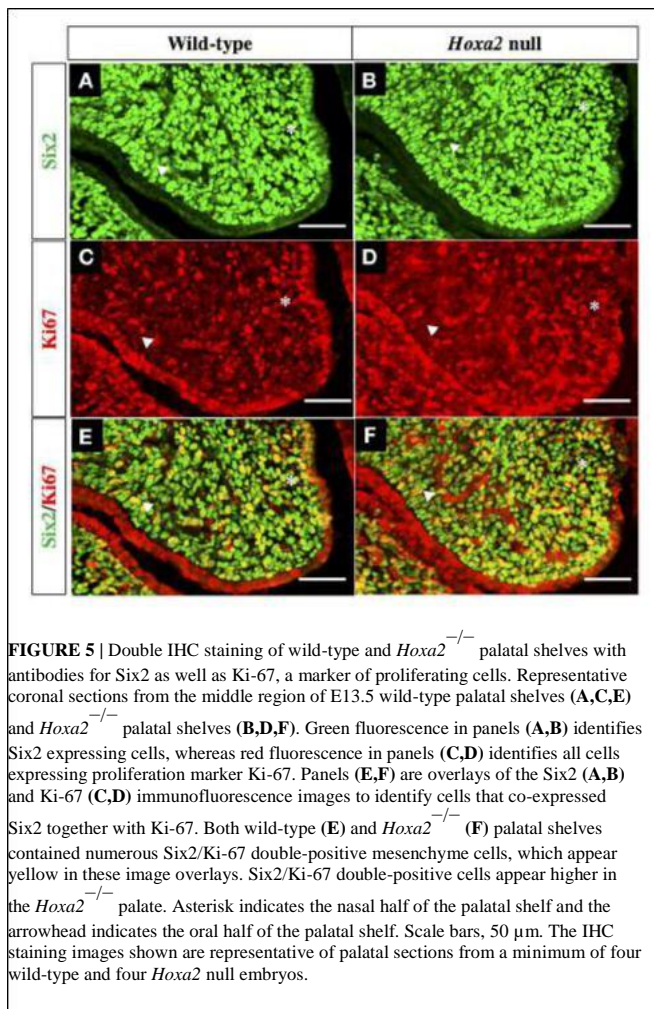 Wild-type Hoxa2 null
Six2
A B
* *
Ki67
C D
* *
Six2/Ki67
E F
* *
FIGURE 5 | Double IHC staining of wild-type and Hoxa2−/− palatal shelves with
antibodies for Six2 as well as Ki-67, a marker of proliferating cells. Representative
coronal sections from the middle region of E13.5 wild-type palatal shelves (A,C,E)
and Hoxa2−/− palatal shelves (B,D,F). Green fluorescence in panels (A,B) identifies
Six2 expressing cells, whereas red fluorescence in panels (C,D) identifies all cells
expressing proliferation marker Ki-67. Panels (E,F) are overlays of the Six2 (A,B)
and Ki-67 (C,D) immunofluorescence images to identify cells that co-expressed
Six2 together with Ki-67. Both wild-type (E) and Hoxa2−/− (F) palatal shelves
contained numerous Six2/Ki-67 double-positive mesenchyme cells, which appear
yellow in these image overlays. Six2/Ki-67 double-positive cells appear higher in
the Hoxa2−/− palate. Asterisk indicates the nasal half of the palatal shelf and the
arrowhead indicates the oral half of the palatal shelf. Scale bars, 50 µm. The IHC
staining images shown are representative of palatal sections from a minimum of four
wild-type and four Hoxa2 null embryos.